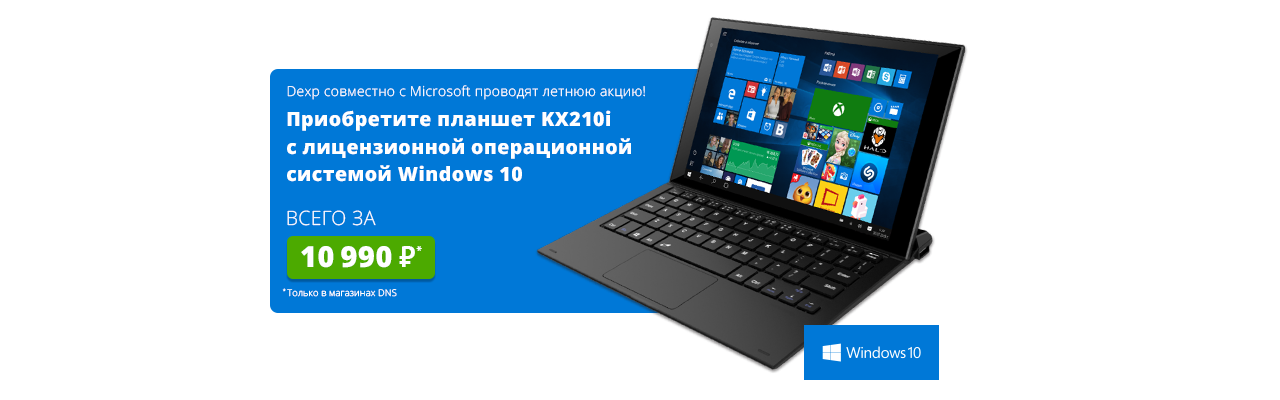 Dexp совместно с Microsoft проводят летнюю акцию!
Приобретите планшет KX210i
с лицензионной операционной
системой Windows 10
ВСЕГО ЗА
10 990 ₽*
*Только в магазинах DNS
HALO
Windows 10